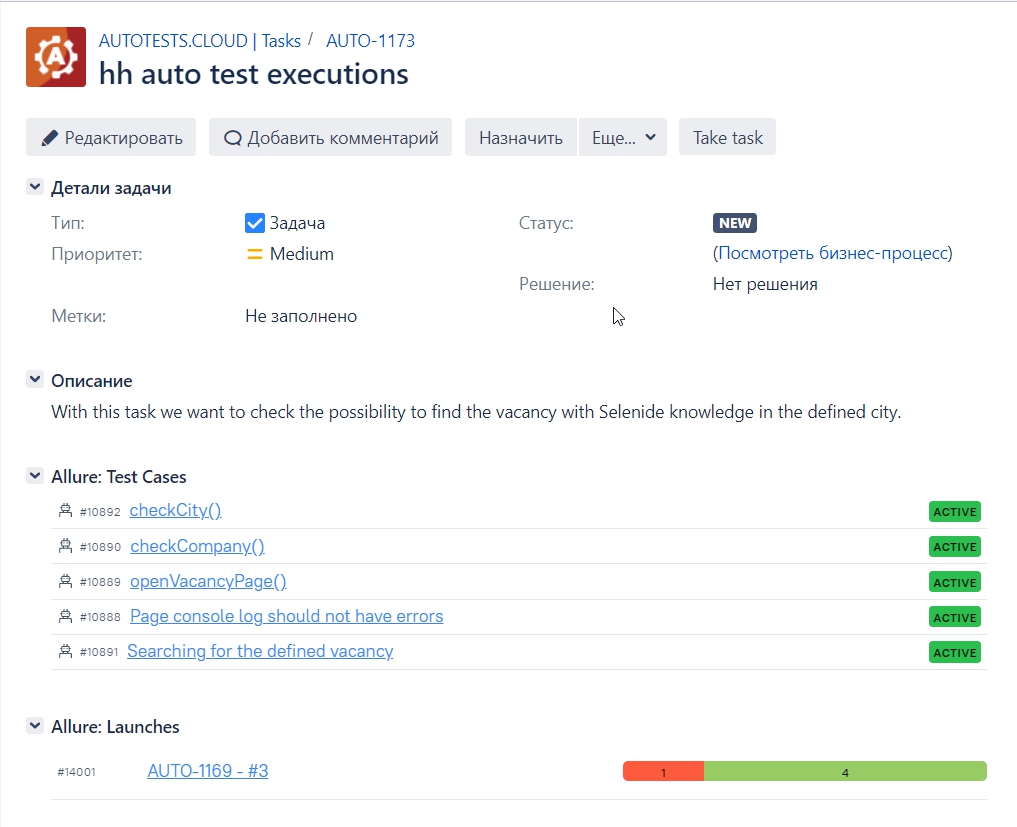 AUTOTESTS.CLOUD | Tasks / AUTO-1173
hh auto test executions
Редактировать Добавить комментарий Назначить Еще... Take task
Детали задачи
Тип: Задача Статус: NEW
Приоритет: Medium (Посмотреть бизнес-процесс)
Решение: Нет решения
Метки: Не заполнено
Описание
With this task we want to check the possibility to find the vacancy with Selenide knowledge in the defined city.
Allure: Test Cases
#10892 checkCity() ACTIVE
#10890 checkCompany() ACTIVE
#10889 openVacancyPage() ACTIVE
#10888 Page console log should not have errors ACTIVE
#10891 Searching for the defined vacancy ACTIVE
Allure: Launches
#14001 AUTO-1169 - #3 1 4